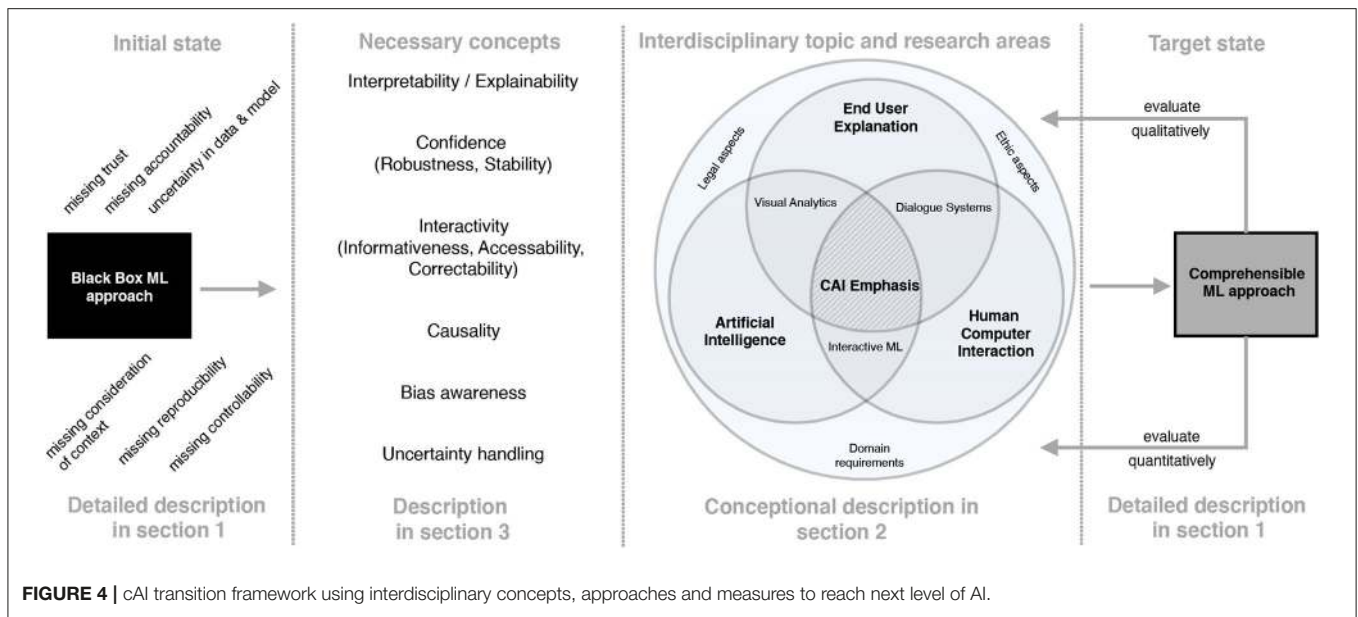 Initial state
missing trust
missing accountability
uncertainty in data & model
Black Box ML
approach
missing consideration
of context
missing reproducibility
missing controllability
Detailed description
in section 1
Necessary concepts
Interpretability / Explainability
Confidence
(Robustness, Stability)
Interactivity
(Informativeness, Accessability,
Correctability)
Causality
Bias awareness
Uncertainty handling
Description
in section 3
Interdisciplinary topic and research areas
End User
Explanation
Legal aspects
Ethic aspects
Visual Analytics
Dialogue Systems
CAI Emphasis
Artificial
Intelligence
Human
Computer
Interaction
Interactive ML
Domain
requirements
Conceptional description in
section 2
Target state
evaluate
qualitatively
Comprehensible
ML approach
evaluate
quantitatively
Detailed description
in section 1
FIGURE 4 | cAI transition framework using interdisciplinary concepts, approaches and measures to reach next level of AI.